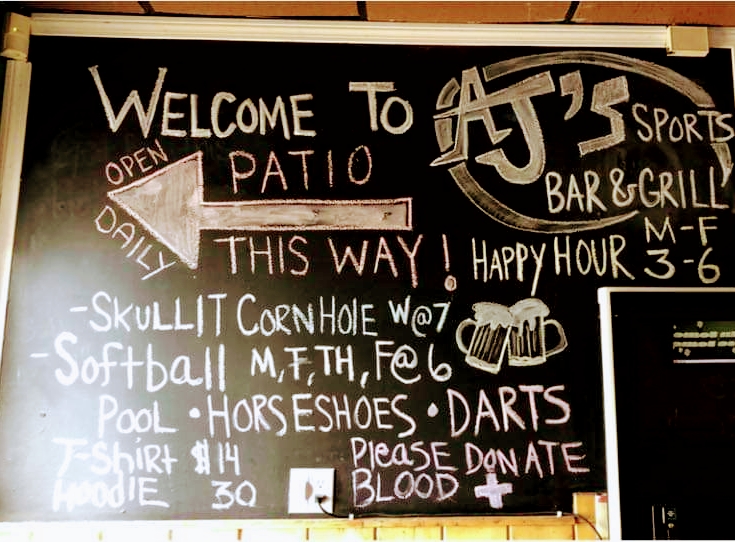 WELCOME TO AJ'S SPORTS
BAR & GRILL
OPEN
DAILY
PATIO
THIS WAY!
HAPPY HOUR M-F
3-6
-SKULLIT CORNHOLE W@7
-Softball M,T,TH,F@6
POOL • HORSESHOES • DARTS
T-Shirt $14
HOODIE 30
PleaSE DONATE
BLOOD +